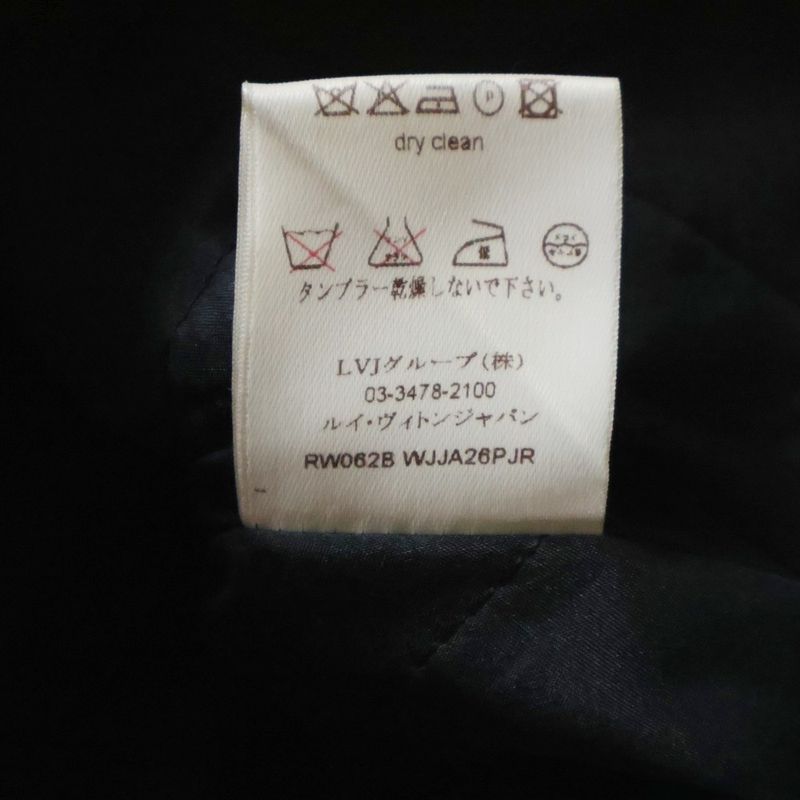 P
dry clean
タンブラー乾燥しないで下さい。
LVJグループ(株)
03-3478-2100
ルイ・ヴィトンジャパン
RW062B WJJA26PJR